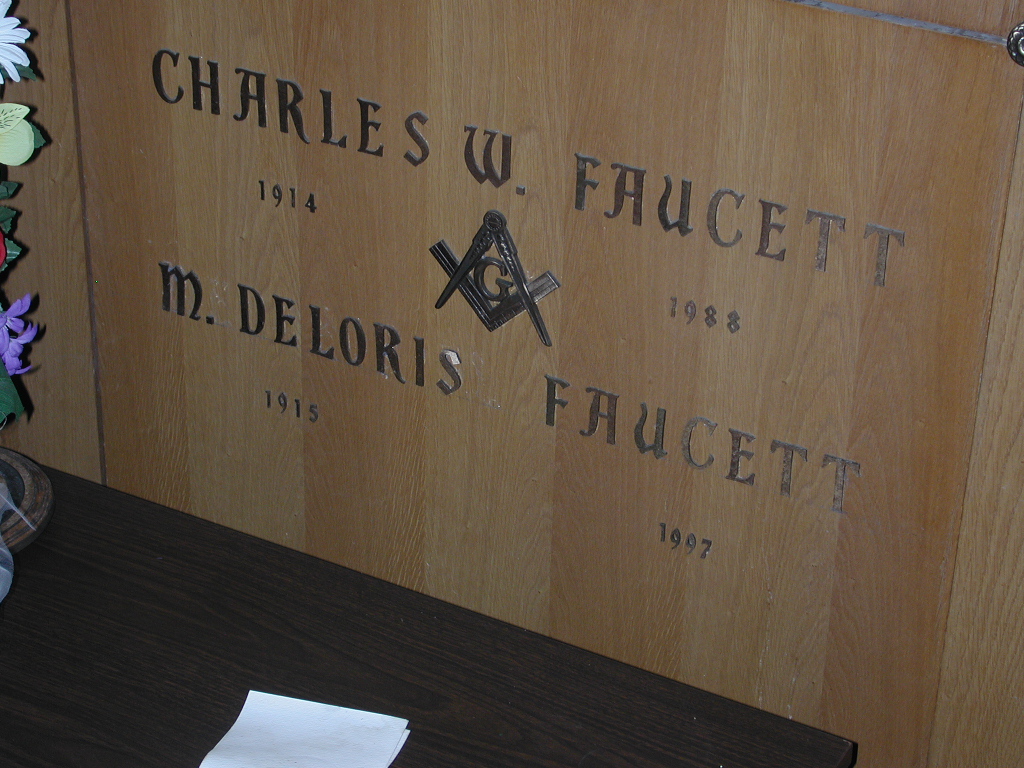 CHARLES W. FAUCETT
1914 1988
G
M. DELORIS FAUCETT
1915 1997